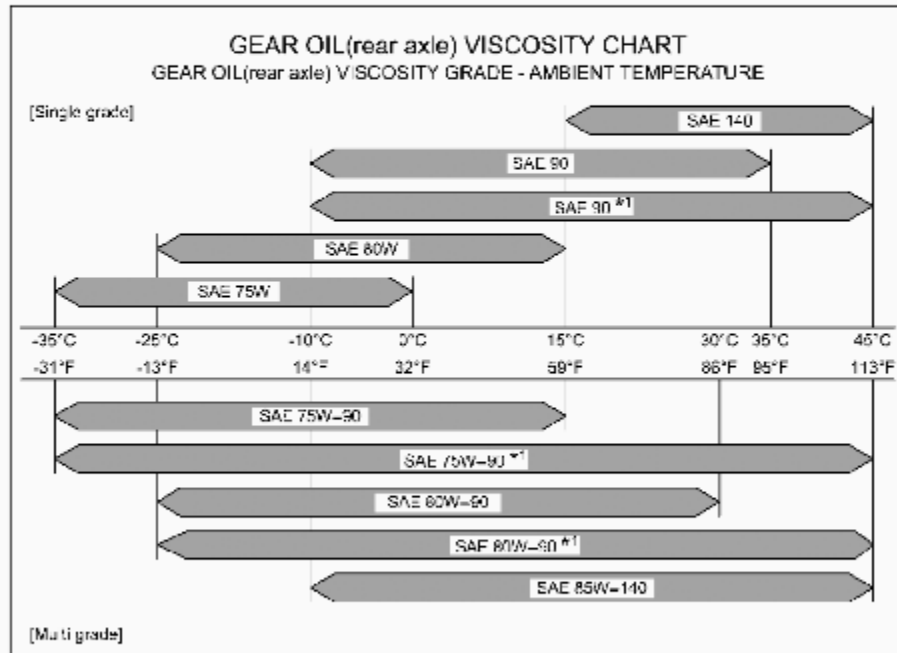 GEAR OIL(rear axle) VISCOSITY CHART
GEAR OIL(rear axle) VISCOSITY GRADE - AMBIENT TEMPERATURE
[Single grade]
SAE 140
SAE 90
SAE 90 *1
SAE 80W
SAE 75W
-35°C -25°C -10°C 0°C 15°C 30°C 35°C 45°C
-31°F -13°F 14°F 32°F 59°F 86°F 95°F 113°F
SAE 75W-90
SAE 75W-90 *1
SAE 80W-90
SAE 80W-90 *1
SAE 85W-140
[Multi grade]